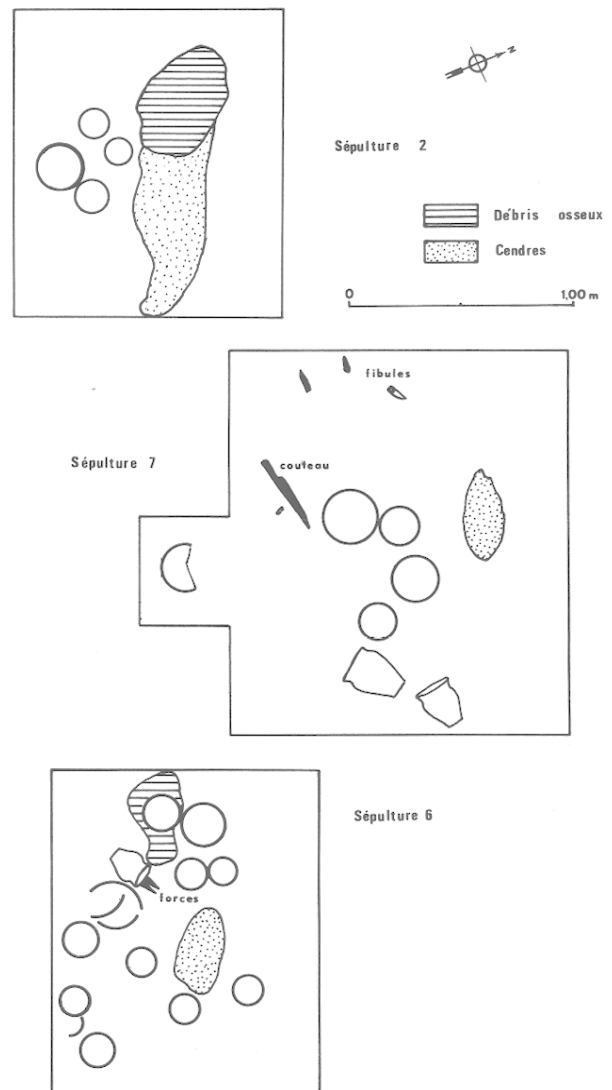 N
Sépulture 2
Débris osseux
Cendres
0 1,00 m
fibules
Sépulture 7
couteau
Sépulture 6
forces